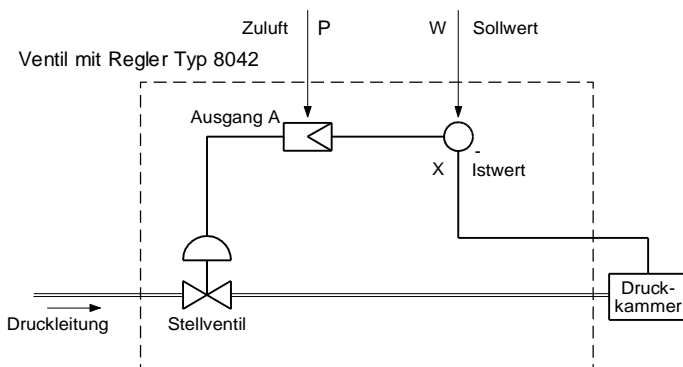 Zuluft P W Sollwert
Ventil mit Regler Typ 8042
Ausgang A
-
X Istwert
Druck-
kammer
Druckleitung Stellventil